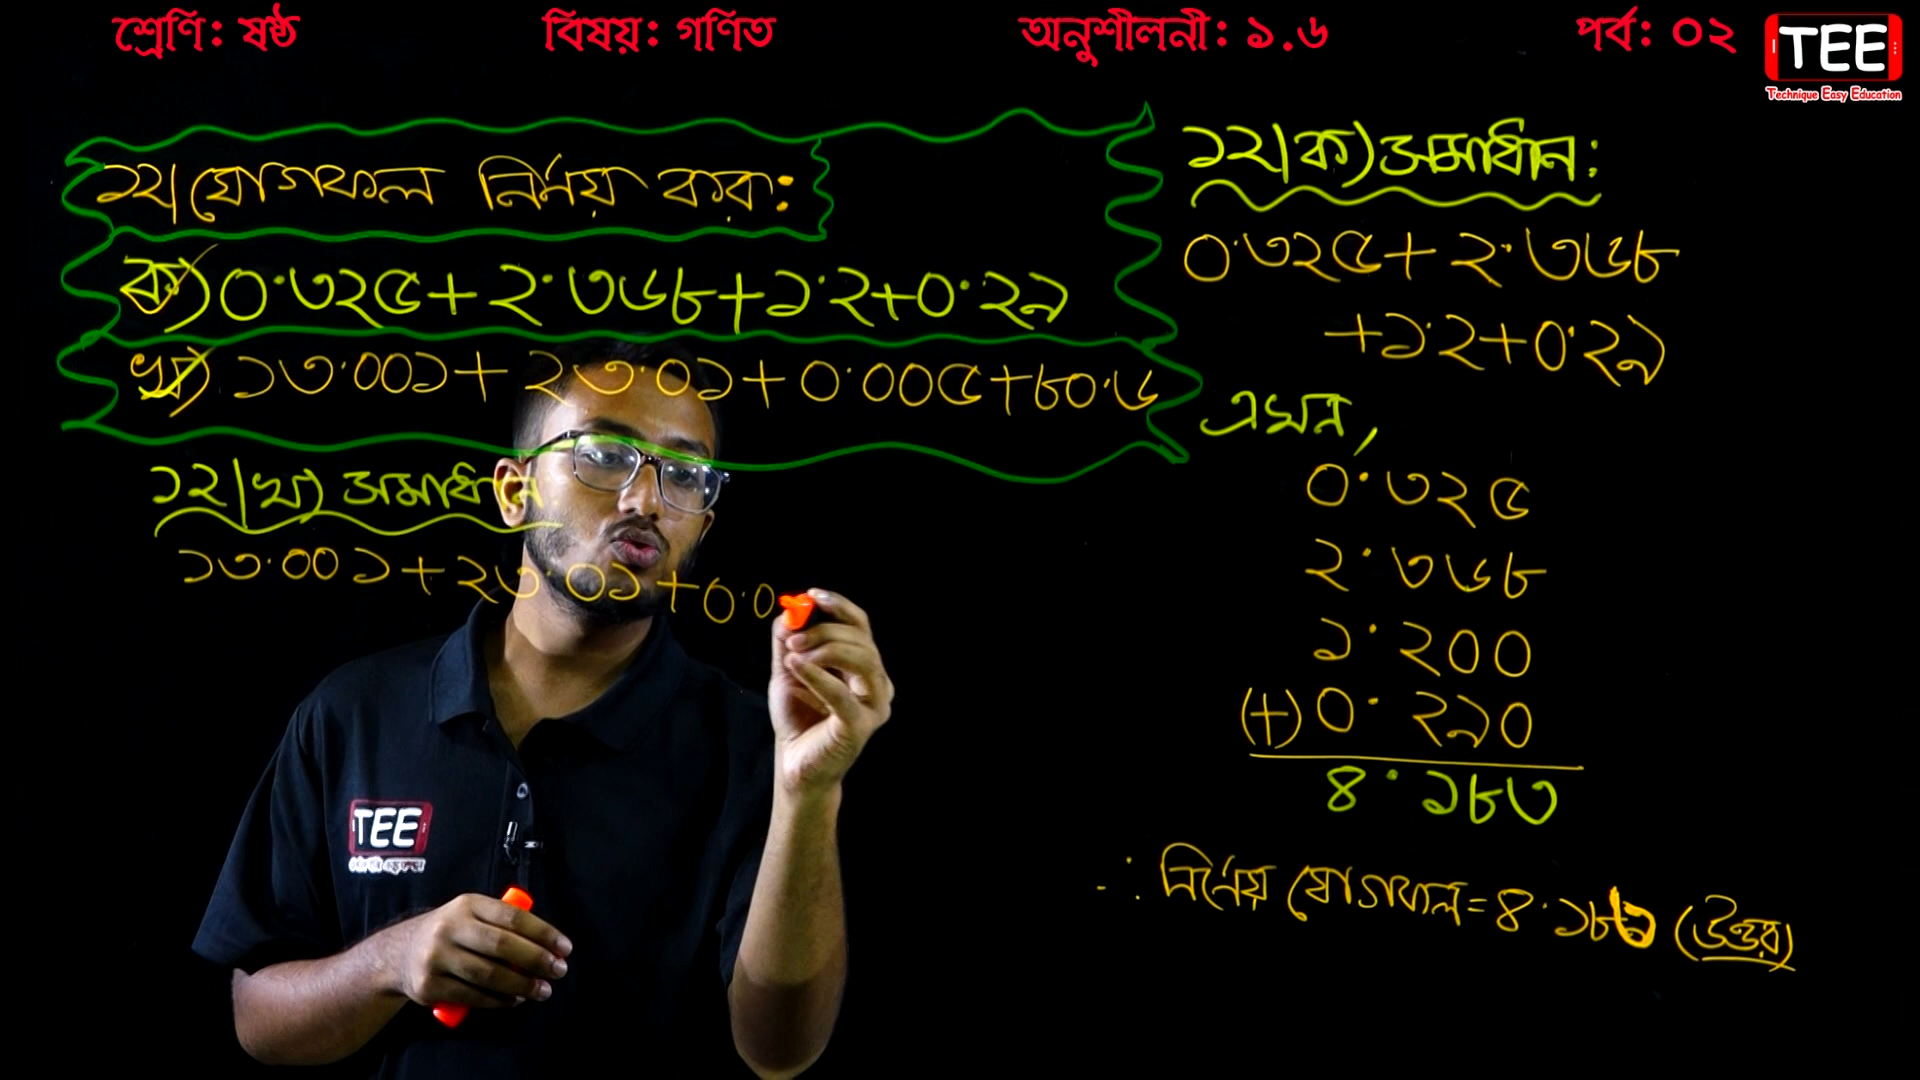 শ্রেণি: ষষ্ঠ বিষয়: গণিত অনুশীলনী: ১.৬ পর্ব: ০২
TEE
Technique Easy Education
১২। যোগফল নির্ণয় কর:
ক) ০.৩২৫+২.৩৬৮+১.২+০.২৯
খ) ১৩.০০১+২৩.০১+০.০০৫+৮০.৬
১২।খ) সমাধান
১৩.০০১+২৩.০১+০.০
১২।ক) সমাধান:
০.৩২৫+২.৩৬৮
+১.২+০.২৯
এখন,
০.৩২৫
২.৩৬৮
১.২০০
(+) ০.২৯০
৪.১৮৩
∴ নির্ণেয় যোগফল=৪.১৮৩ (উত্তর)
TEE